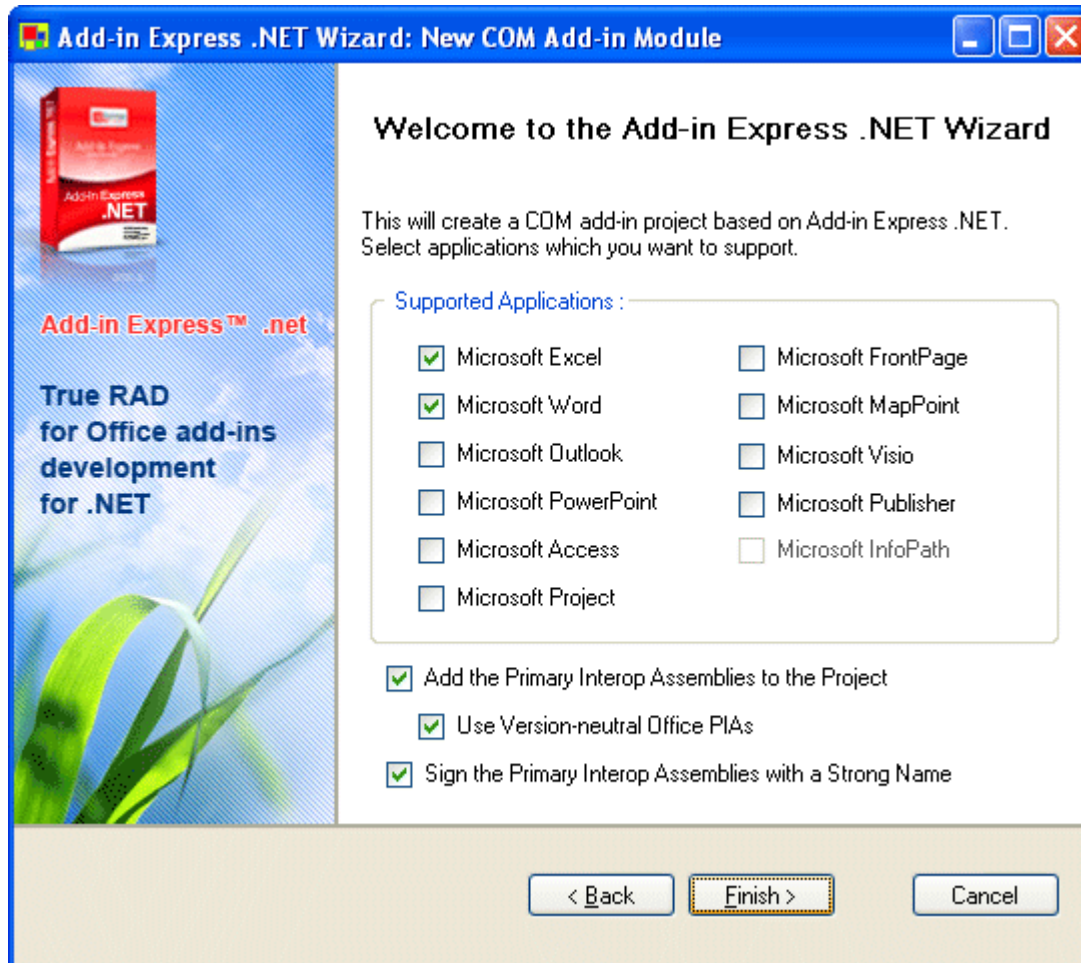 Add-in Express .NET Wizard: New COM Add-in Module
Add-in Express
.NET
Add-in Express™ .net
True RAD
for Office add-ins
development
for .NET
Welcome to the Add-in Express .NET Wizard
This will create a COM add-in project based on Add-in Express .NET.
Select applications which you want to support.
Supported Applications :
Microsoft Excel
Microsoft FrontPage
Microsoft Word
Microsoft MapPoint
Microsoft Outlook
Microsoft Visio
Microsoft PowerPoint
Microsoft Publisher
Microsoft Access
Microsoft InfoPath
Microsoft Project
Add the Primary Interop Assemblies to the Project
Use Version-neutral Office PIAs
Sign the Primary Interop Assemblies with a Strong Name
< Back
Finish >
Cancel